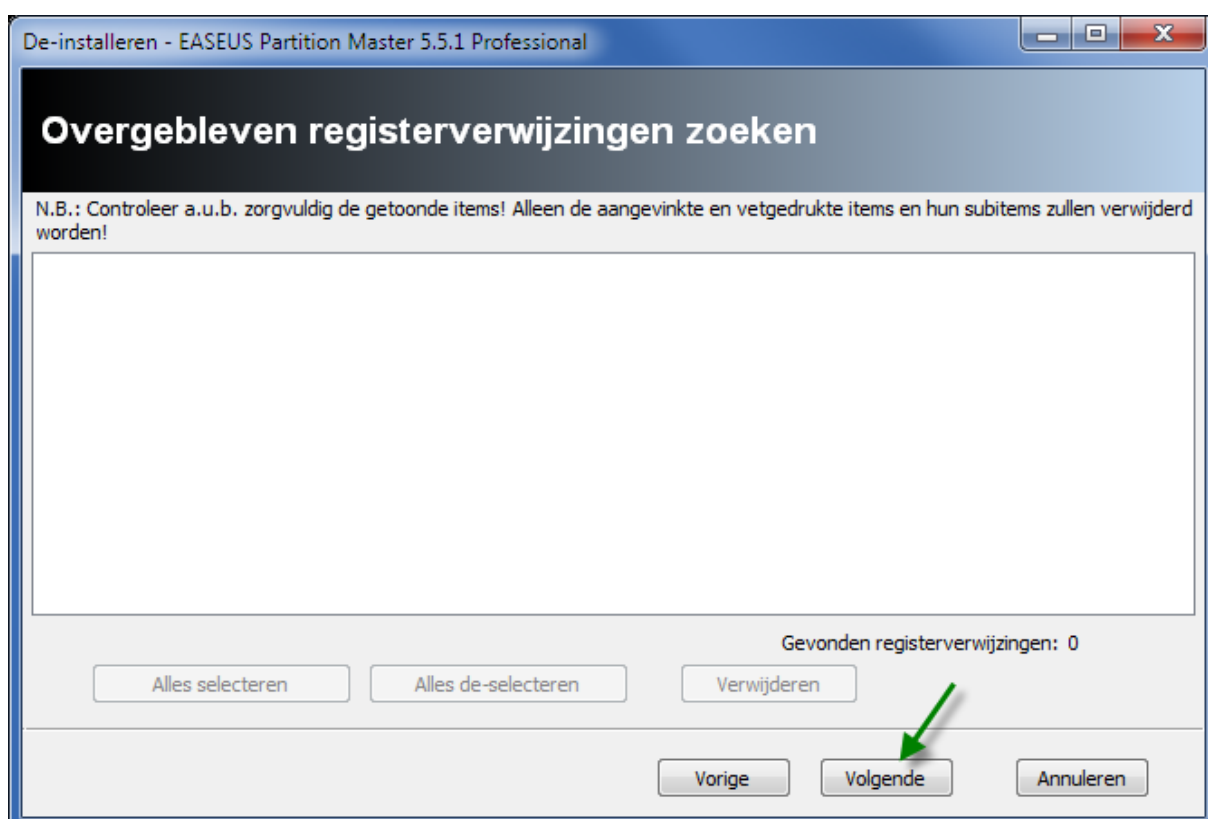 De-installeren - EASEUS Partition Master 5.5.1 Professional
Overgebleven registerverwijzingen zoeken
N.B.: Controleer a.u.b. zorgvuldig de getoonde items! Alleen de aangevinkte en vetgedrukte items en hun subitems zullen verwijderd
worden!
Gevonden registerverwijzingen: 0
Alles selecteren
Alles de-selecteren
Verwijderen
Vorige
Volgende
Annuleren